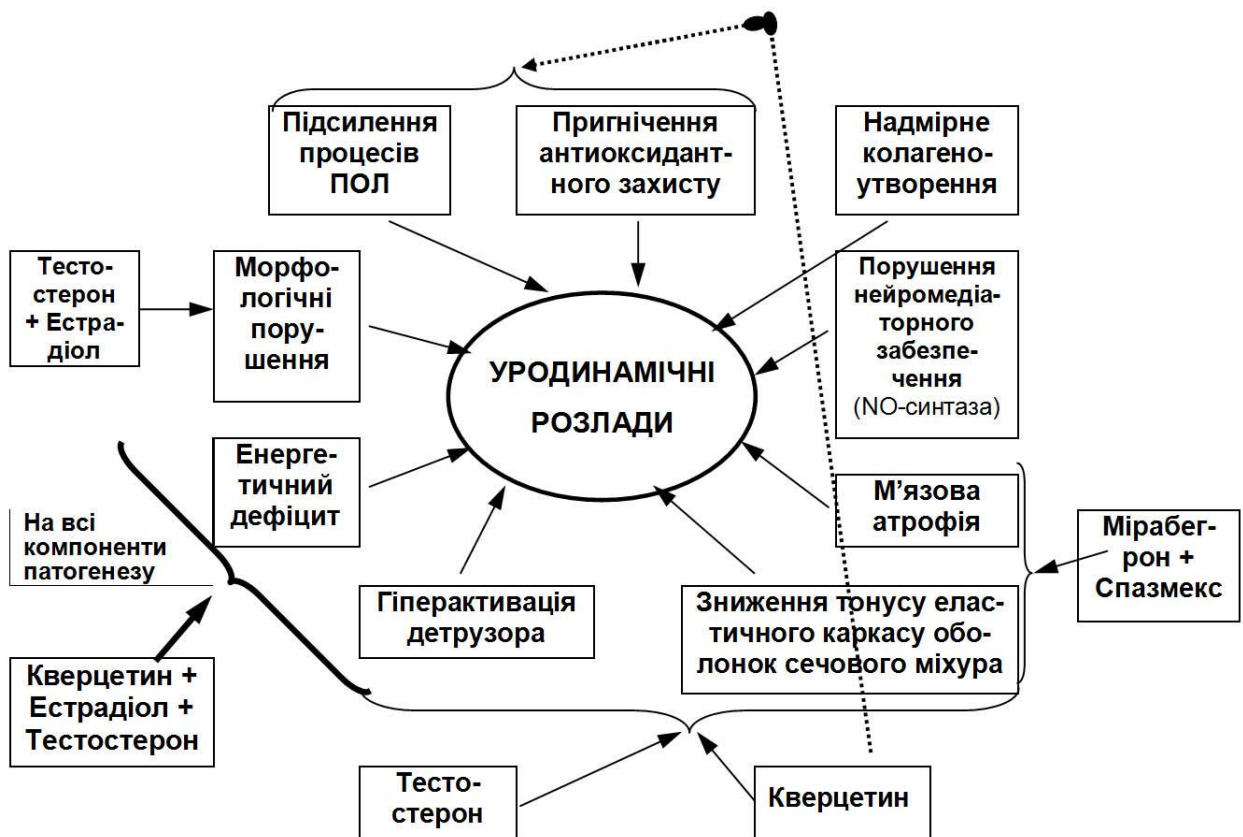 Підсилення
процесів
ПОЛ
Пригнічення
антиоксидант-
ного захисту
Надмірне
колагено-
утворення
Тесто-
стерон
+ Естра-
діол
Морфо-
логічні
пору-
шення
УРОДИНАМІЧНІ
РОЗЛАДИ
Порушення
нейромедіа-
торного
забезпе-
чення
(NO-синтаза)
Енерге-
тичний
дефіцит
М’язова
атрофія
На всі
компоненти
патогенезу
Мірабег-
рон +
Спазмекс
Гіперактивація
детрузора
Зниження тонусу елас-
тичного каркасу обо-
лонок сечового міхура
Кверцетин +
Естрадіол +
Тестостерон
Тесто-
стерон
Кверцетин